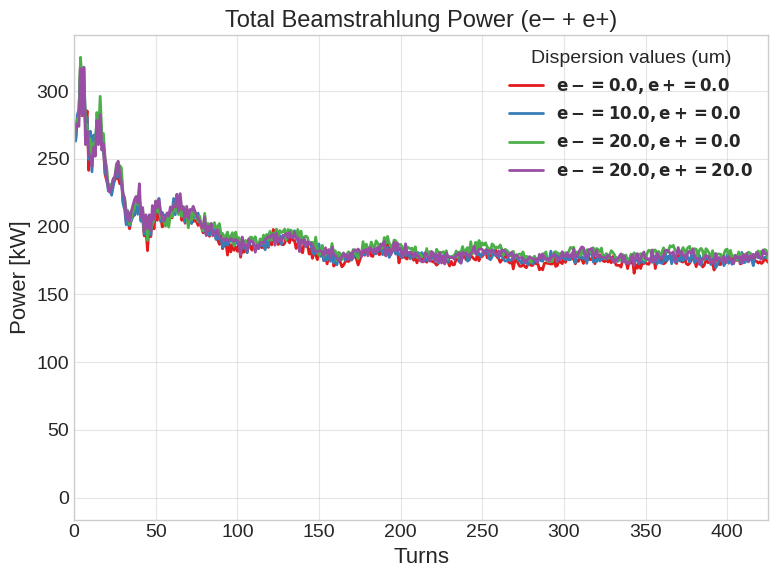 Total Beamstrahlung Power (e− + e+)
Dispersion values (um)
e− = 0.0, e+ = 0.0
e− = 10.0, e+ = 0.0
e− = 20.0, e+ = 0.0
e− = 20.0, e+ = 20.0
Power [kW]
300
250
200
150
100
50
0
0 50 100 150 200 250 300 350 400
Turns